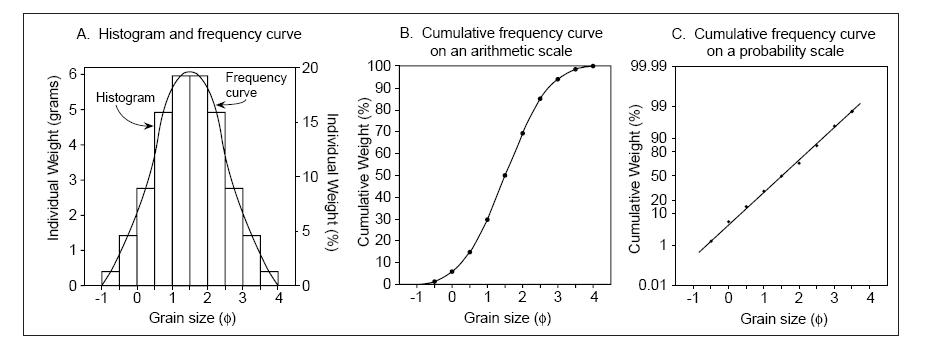 A. Histogram and frequency curve
Individual Weight (grams)
6
5
4
3
2
1
0
Histogram
Frequency
curve
20
15
10
5
0
Individual Weight (%)
-1 0 1 2 3 4
Grain size (ϕ)
B. Cumulative frequency curve
on an arithmetic scale
Cumulative Weight (%)
100
90
80
70
60
50
40
30
20
10
0
-1 0 1 2 3 4
Grain size (ϕ)
C. Cumulative frequency curve
on a probability scale
Cumulative Weight (%)
99.99
99
90
80
50
20
10
1
0.01
-1 0 1 2 3 4
Grain size (ϕ)